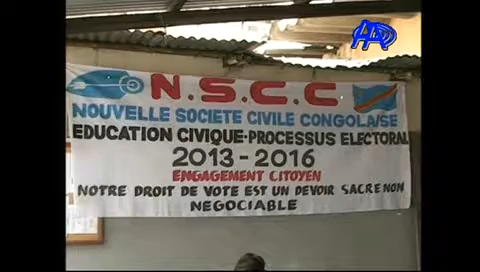 N.S.C.C
NOUVELLE SOCIETE CIVILE CONGOLAISE
EDUCATION CIVIQUE-PROCESSUS ELECTORAL
2013-2016
ENGAGEMENT CITOYEN
NOTRE DROIT DE VOTE EST UN DEVOIR SACRE NON
NEGOCIABLE